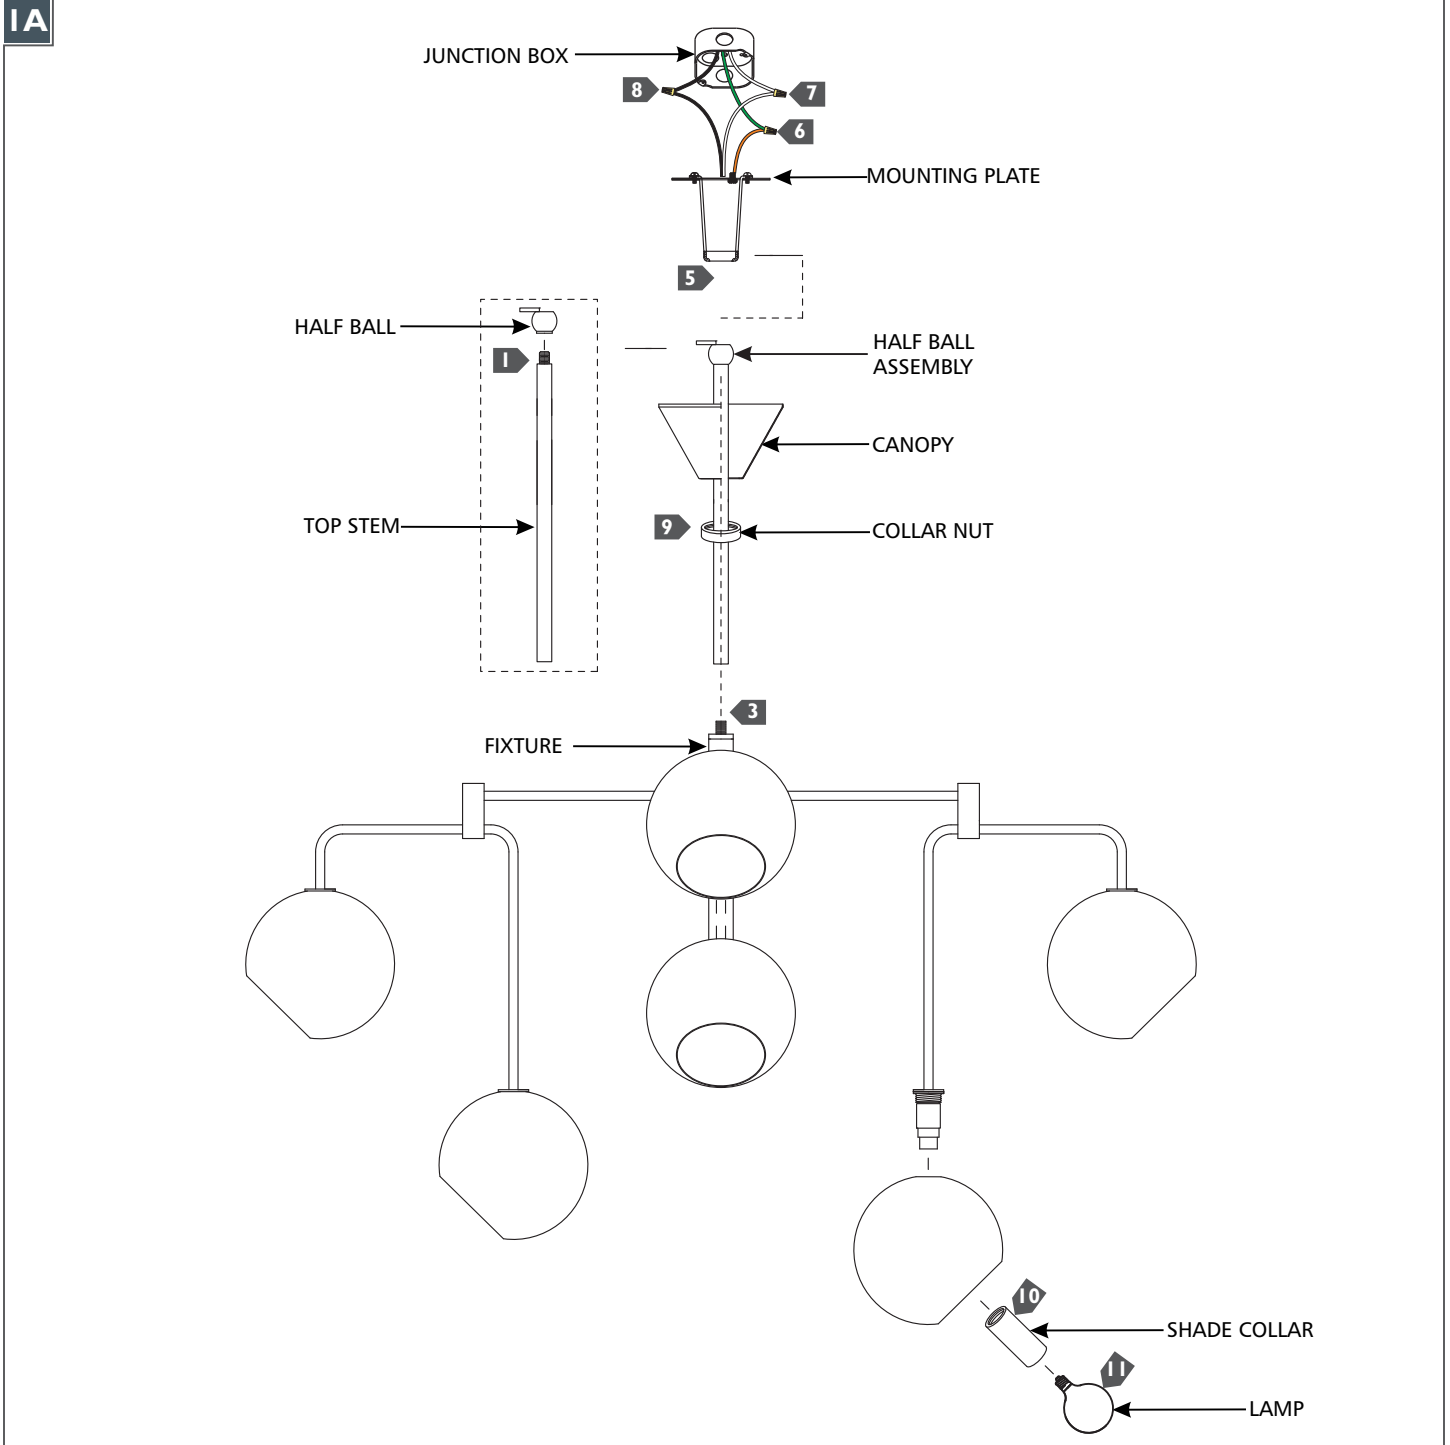 1A
JUNCTION BOX
8
7
6
MOUNTING PLATE
5
HALF BALL
1
HALF BALL
ASSEMBLY
CANOPY
TOP STEM
9
COLLAR NUT
3
FIXTURE
10
SHADE COLLAR
11
LAMP